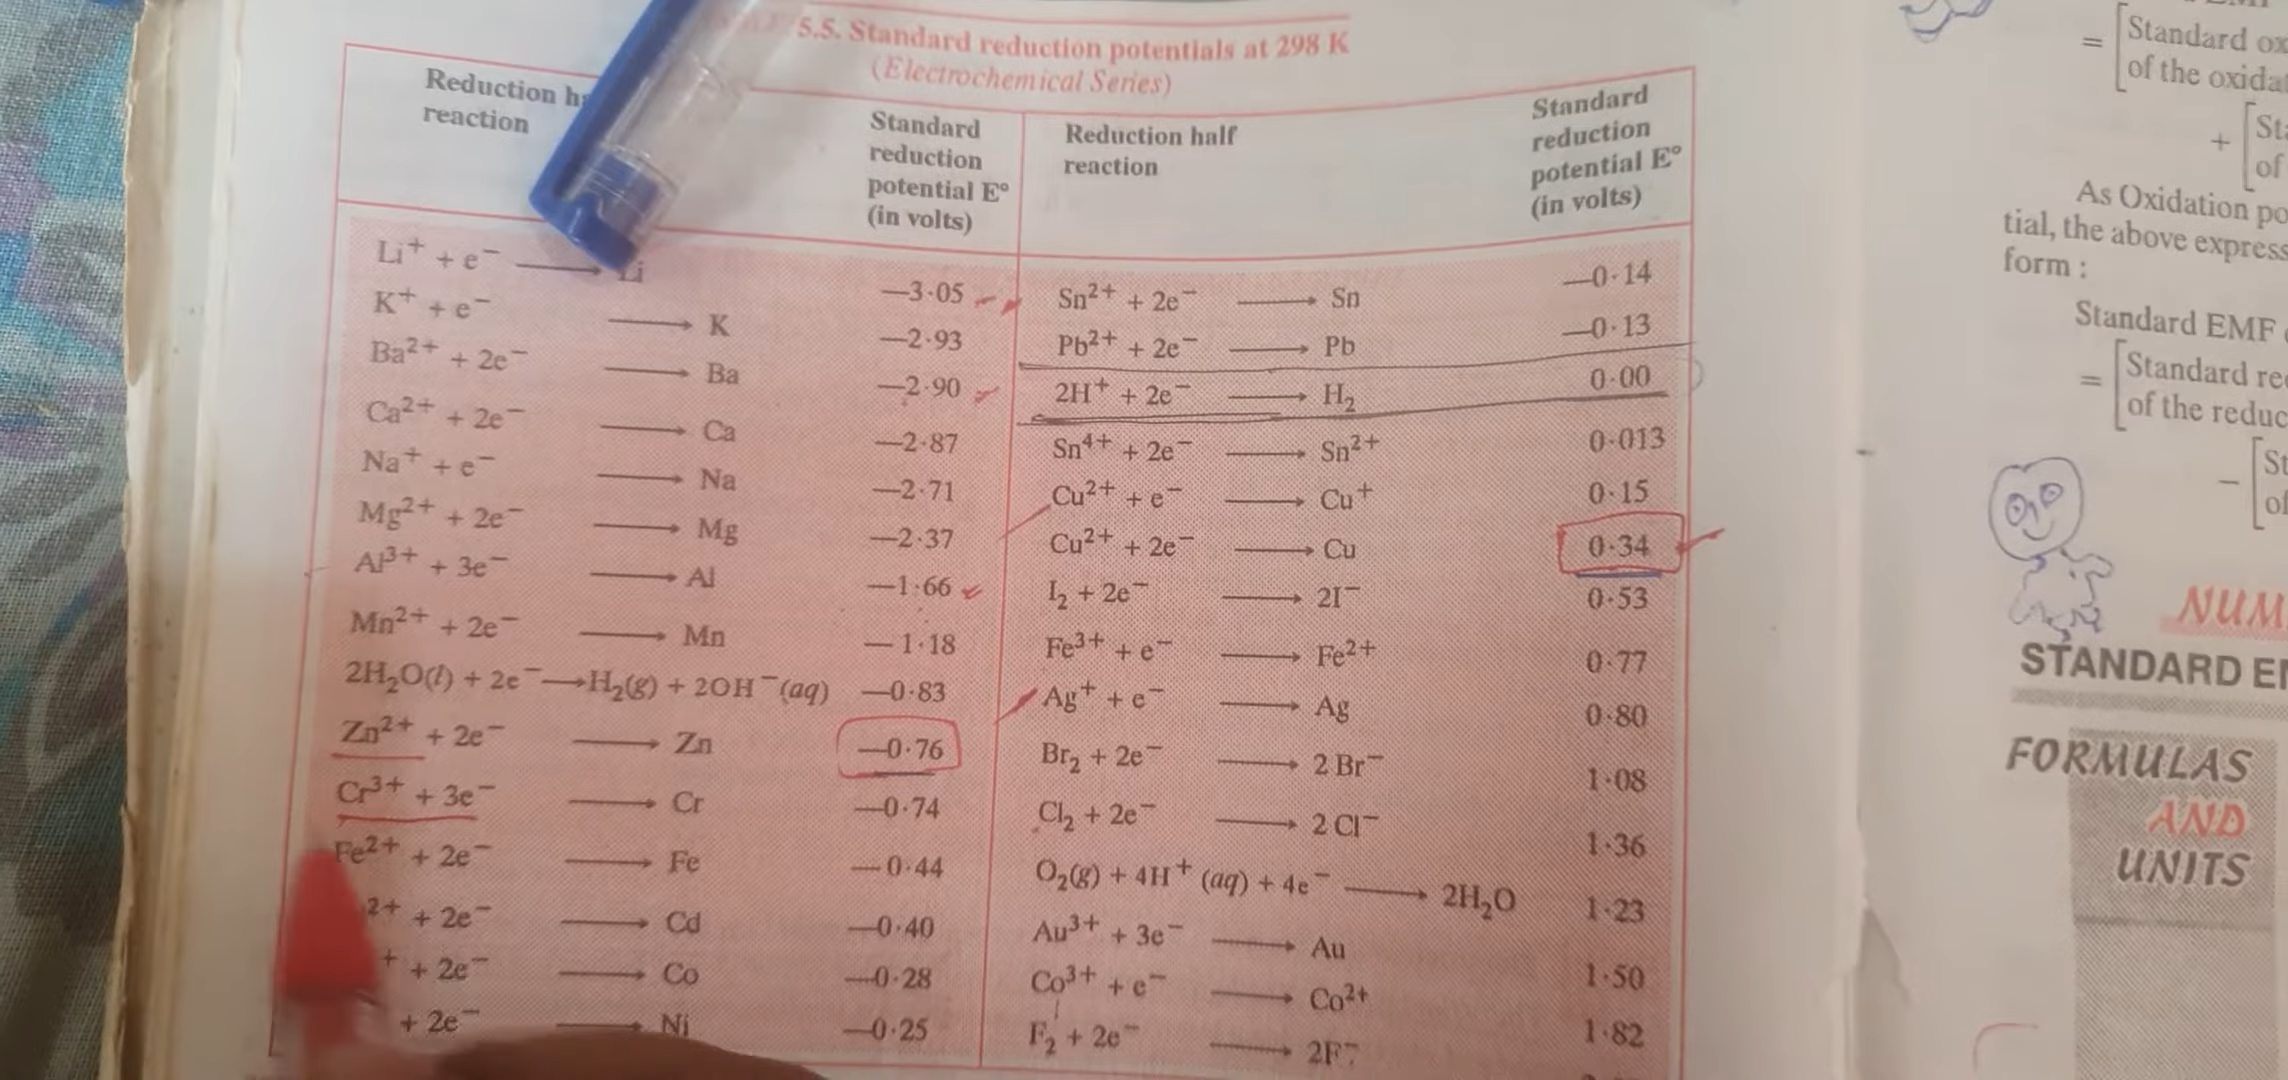 5.5. Standard reduction potentials at 298 K
(Electrochemical Series)
Reduction
reaction
Standard
reduction
potential E°
(in volts)
Reduction half
reaction
Standard
reduction
potential E°
(in volts)
Li⁺ + e⁻ ⟶ Li —3·05
K⁺ + e⁻ ⟶ K —2·93
Ba²⁺ + 2e⁻ ⟶ Ba —2·90
Ca²⁺ + 2e⁻ ⟶ Ca —2·87
Na⁺ + e⁻ ⟶ Na —2·71
Mg²⁺ + 2e⁻ ⟶ Mg —2·37
Al³⁺ + 3e⁻ ⟶ Al —1·66
Mn²⁺ + 2e⁻ ⟶ Mn —1·18
2H₂O(l) + 2e⁻ ⟶ H₂(g) + 2OH⁻(aq) —0·83
Zn²⁺ + 2e⁻ ⟶ Zn —0·76
Cr³⁺ + 3e⁻ ⟶ Cr —0·74
Fe²⁺ + 2e⁻ ⟶ Fe —0·44
2+ + 2e⁻ ⟶ Cd —0·40
+ + 2e⁻ ⟶ Co —0·28
+ 2e⁻ ⟶ Ni —0·25
Sn²⁺ + 2e⁻ ⟶ Sn —0·14
Pb²⁺ + 2e⁻ ⟶ Pb —0·13
2H⁺ + 2e⁻ ⟶ H₂ 0·00
Sn⁴⁺ + 2e⁻ ⟶ Sn²⁺ 0·013
Cu²⁺ + e⁻ ⟶ Cu⁺ 0·15
Cu²⁺ + 2e⁻ ⟶ Cu 0·34
I₂ + 2e⁻ ⟶ 2I⁻ 0·53
Fe³⁺ + e⁻ ⟶ Fe²⁺ 0·77
Ag⁺ + e⁻ ⟶ Ag 0·80
Br₂ + 2e⁻ ⟶ 2 Br⁻ 1·08
Cl₂ + 2e⁻ ⟶ 2 Cl⁻ 1·36
O₂(g) + 4H⁺ (aq) + 4e⁻ ⟶ 2H₂O 1·23
Au³⁺ + 3e⁻ ⟶ Au 1·50
Co³⁺ + e⁻ ⟶ Co²⁺ 1·82
F₂ + 2e⁻ ⟶ 2F⁻
= [Standard
of the
+
of
As Oxidation
tial, the above
form :
Standard EMF
= [Standard
of the
−
STANDARD
FORMULAS
AND
UNITS